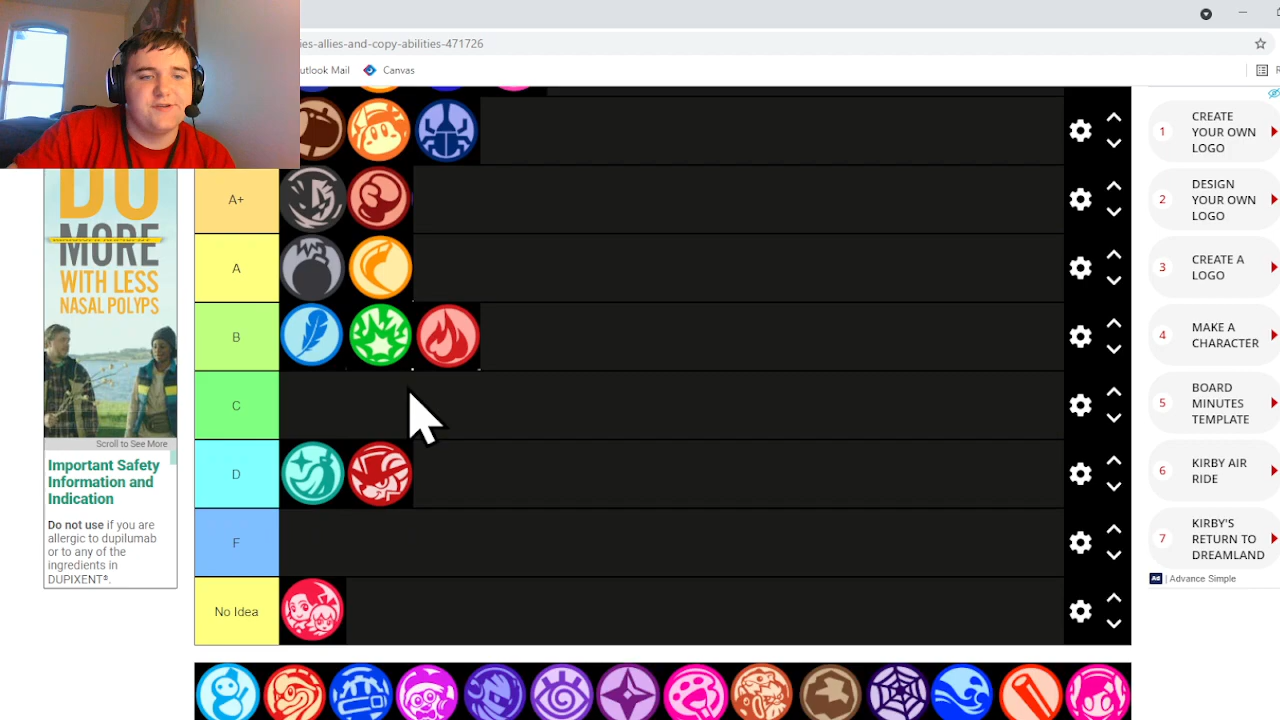 ies-allies-and-copy-abilities-471726
utlook Mail
Canvas
DO
MORE
WITH LESS
NASAL POLYPS
Scroll to See More
Important Safety
Information and
Indication
Do not use if you are
allergic to dupilumab
or to any of the
ingredients in
DUPIXENT®.
A+
A
B
C
D
F
No Idea
1 CREATE
YOUR OWN
LOGO
2 DESIGN
YOUR OWN
LOGO
3 CREATE A
LOGO
4 MAKE A
CHARACTER
5 BOARD
MINUTES
TEMPLATE
6 KIRBY AIR
RIDE
7 KIRBY'S
RETURN TO
DREAMLAND
Ad | Advance Simple
R